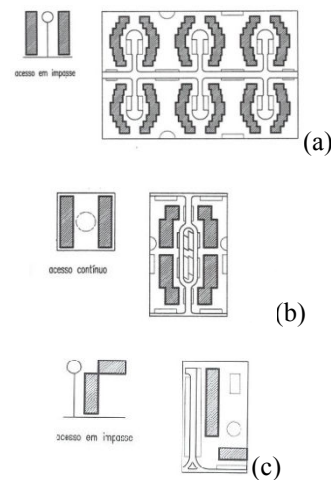 acesso em impasse
(a)
acesso contínuo
(b)
acesso em impasse
(c)